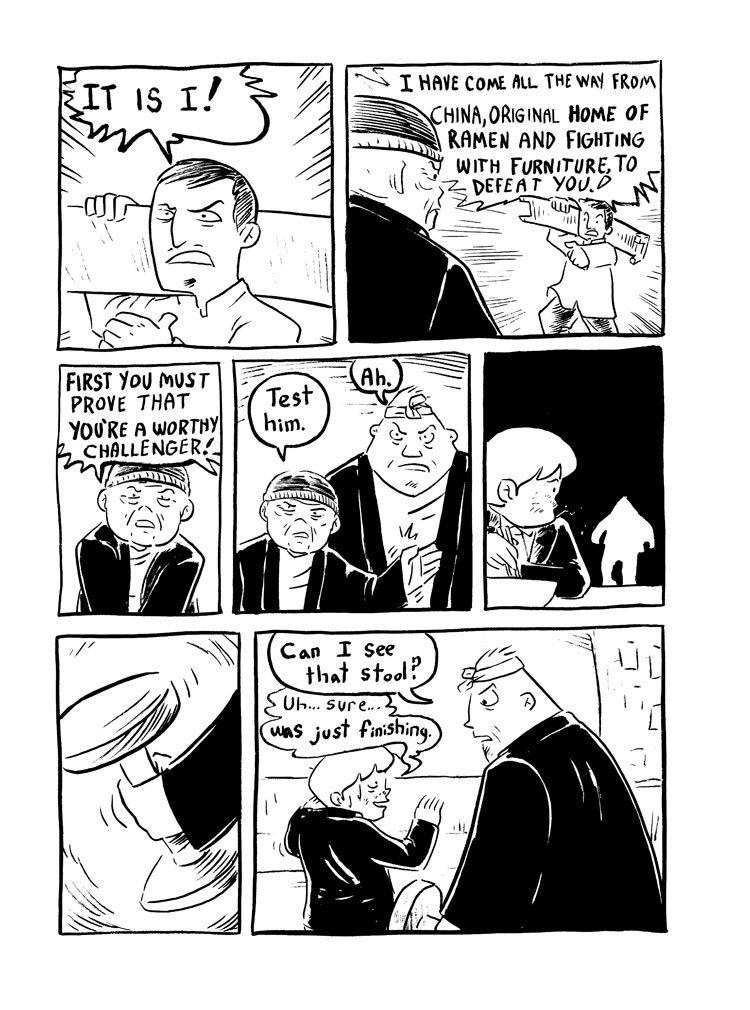 IT IS I!
I HAVE COME ALL THE WAY FROM
CHINA, ORIGINAL HOME OF
RAMEN AND FIGHTING
WITH FURNITURE, TO
DEFEAT YOU!
FIRST YOU MUST
PROVE THAT
YOU'RE A WORTHY
CHALLENGER!
Test
him.
Ah.
Can I see
that stool?
Uh... sure...
was just finishing.